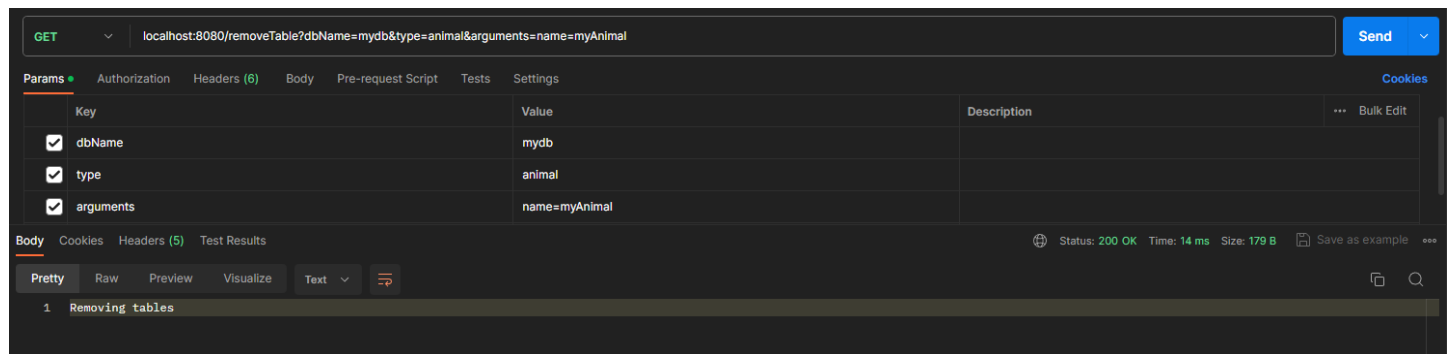 GET localhost:8080/removeTable?dbName=mydb&type=animal&arguments=name=myAnimal Send
Params Authorization Headers (6) Body Pre-request Script Tests Settings Cookies
Key Value Description ••• Bulk Edit
dbName mydb
type animal
arguments name=myAnimal
Body Cookies Headers (5) Test Results Status: 200 OK Time: 14 ms Size: 179 B Save as example
Pretty Raw Preview Visualize Text
1 Removing tables